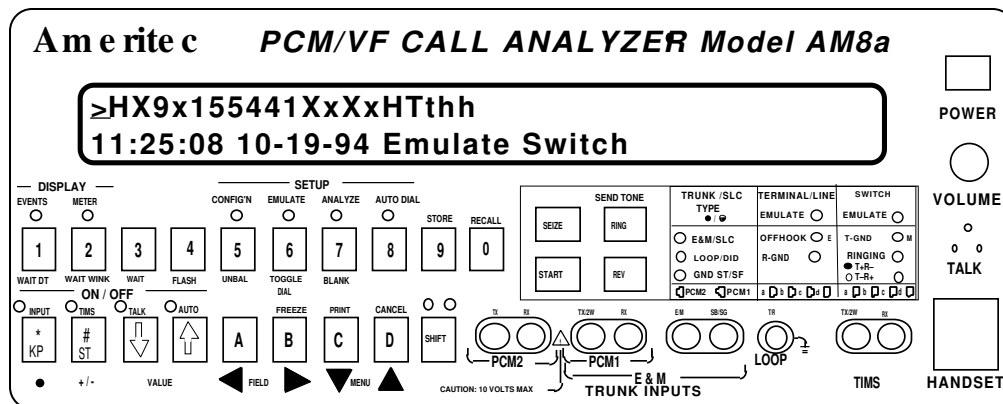 Ameritec PCM/VF CALL ANALYZER Model AM8a
>HX9x155441XxXxHTthh
11:25:08 10-19-94 Emulate Switch
POWER
VOLUME
TALK
HANDSET
DISPLAY
SETUP
EVENTS METER CONFIG'N EMULATE ANALYZE AUTO DIAL
STORE RECALL
1 2 3 4 5 6 7 8 9 0
WAIT DT WAIT WINK WAIT FLASH UNBAL TOGGLE BLANK
DIAL
ON / OFF
INPUT TIMS TALK AUTO FREEZE PRINT CANCEL
* KP
# ST
A B C D SHIFT
+ / - VALUE FIELD MENU
SEND TONE
SEIZE RING
START REV
TRUNK /SLC
TYPE
E&M/SLC
LOOP/DID
GND ST/SF
PCM2 PCM1
TERMINAL/LINE
EMULATE
OFFHOOK E
R-GND
a b c d
SWITCH
EMULATE
T-GND M
RINGING
T+R–
T–R+
a b c d
TX RX TX/2W RX E/M SB/SG TR TX/2W RX
PCM2 PCM1 LOOP
E & M
CAUTION: 10 VOLTS MAX
TRUNK INPUTS
TIMS